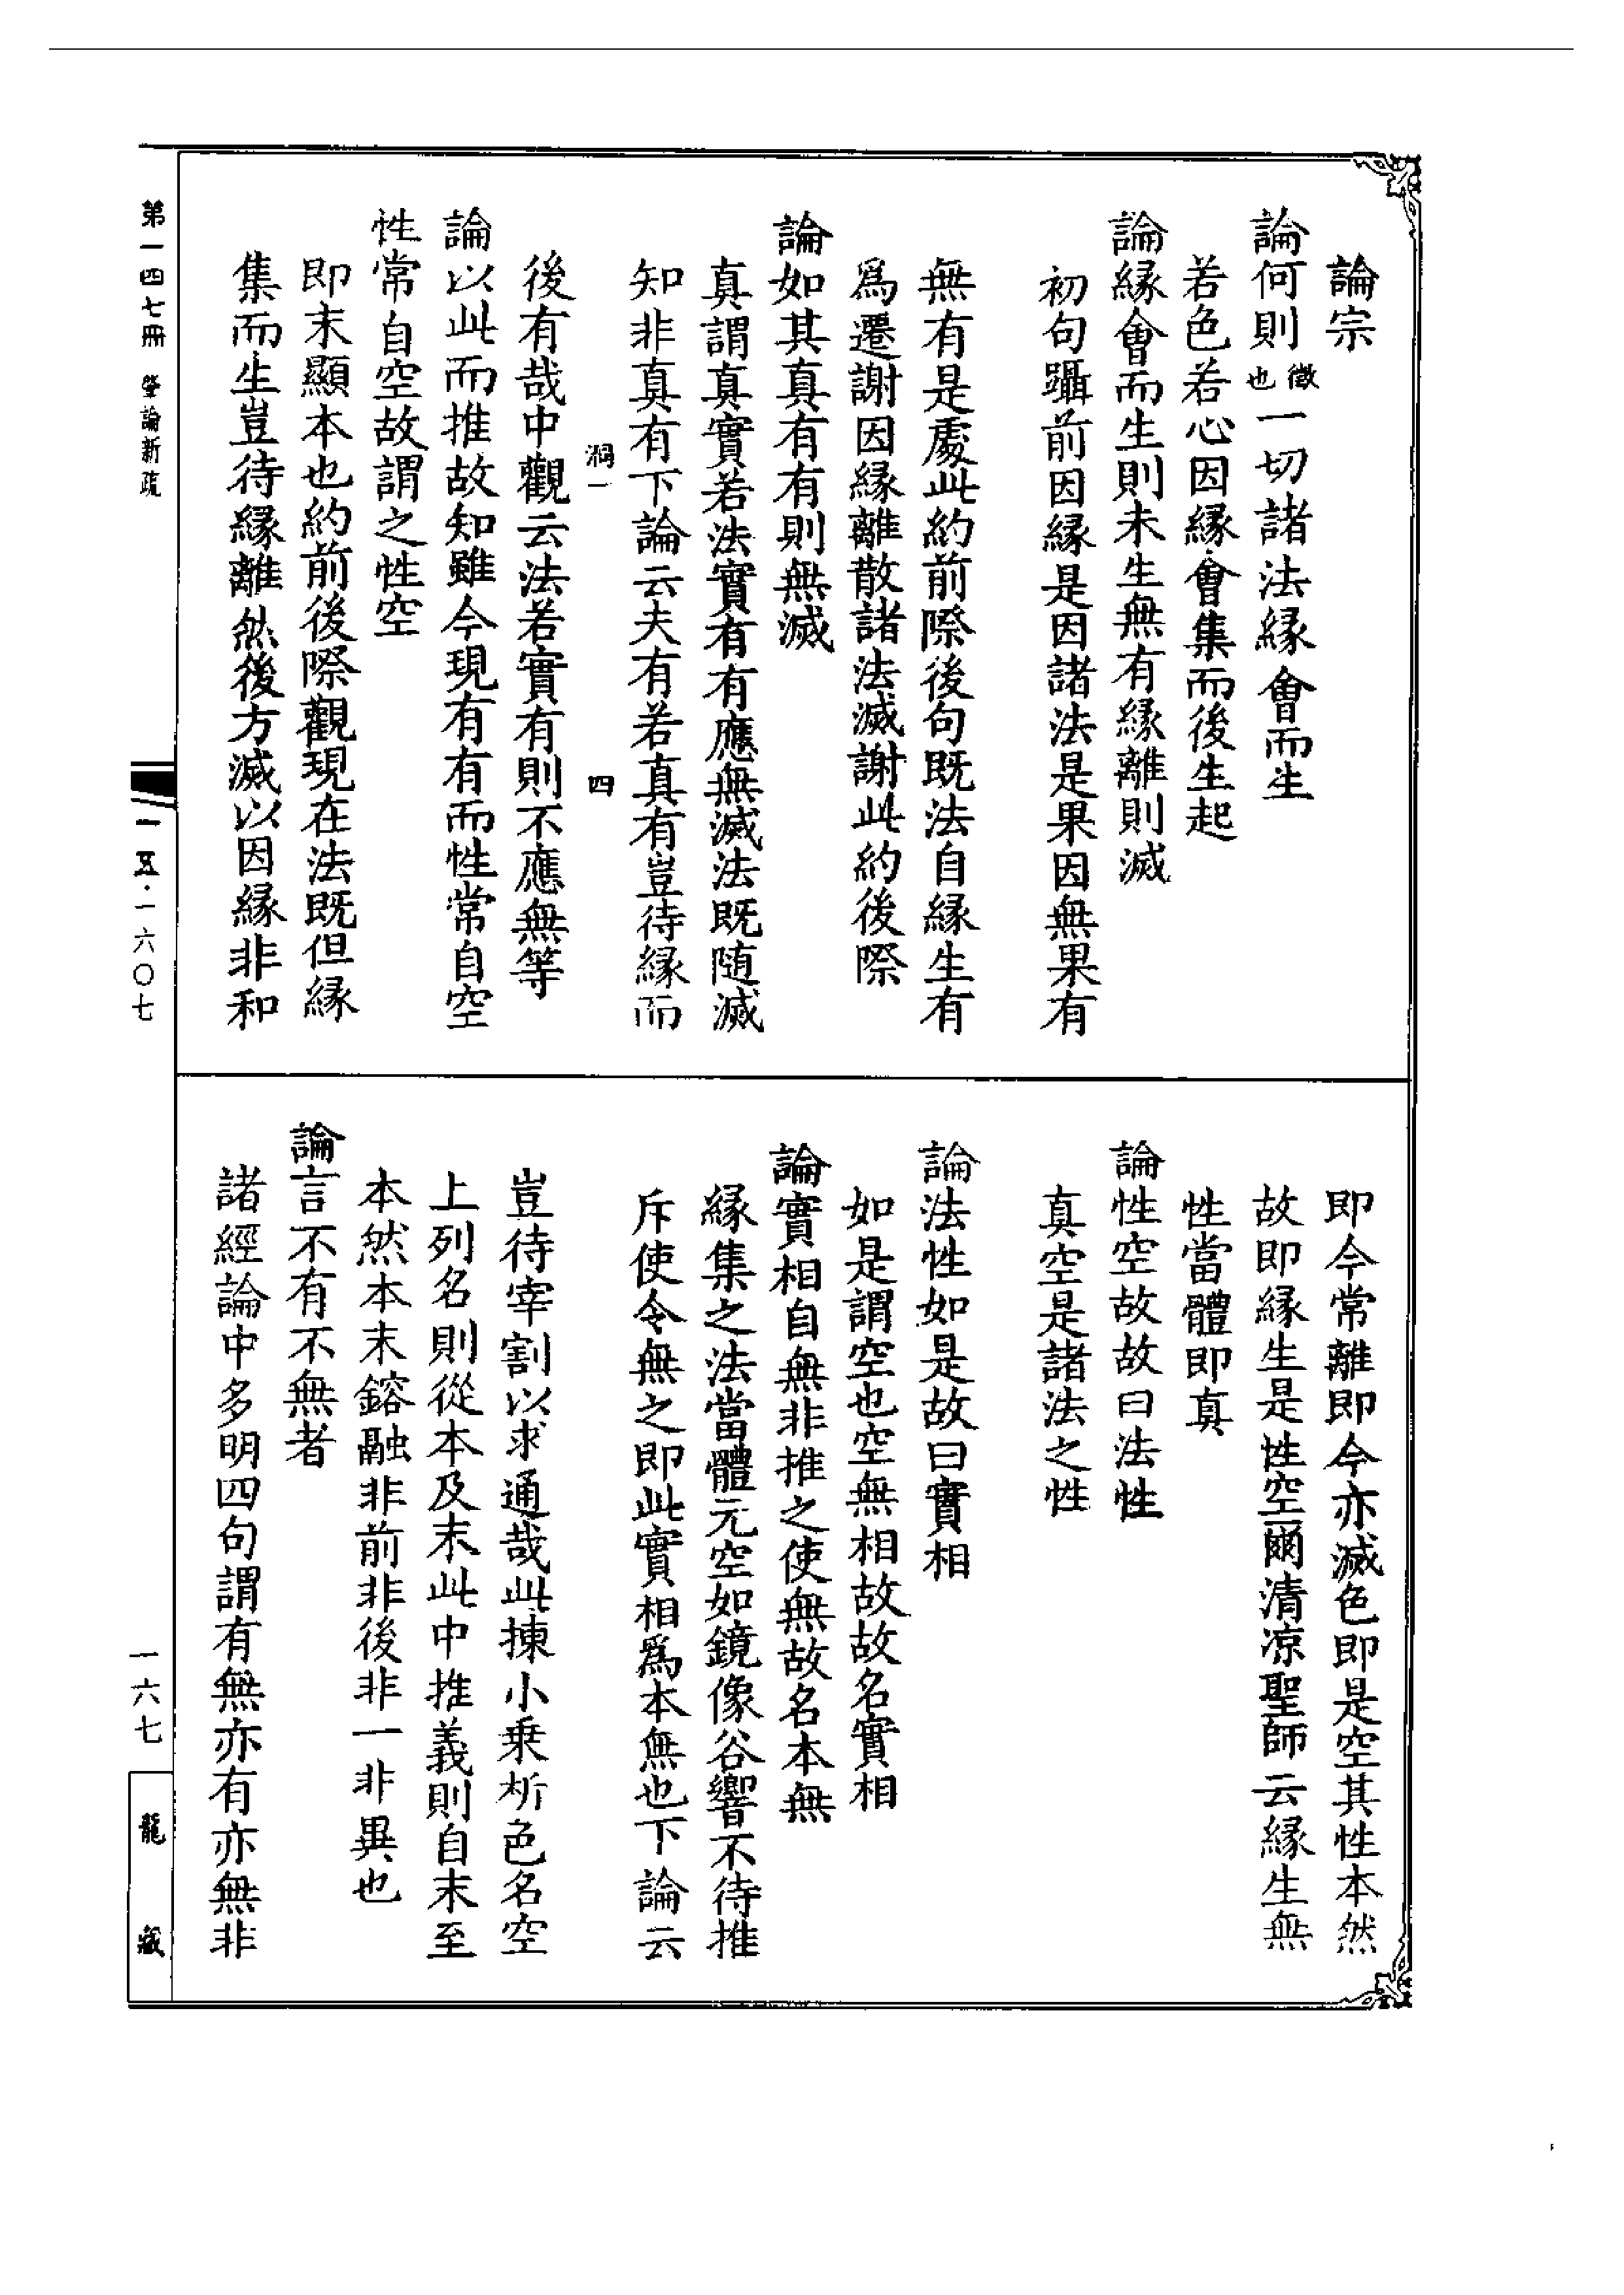 論宗
論何則徵也一切諸法緣會而生
若色若心因緣會集而後生起
論緣會而生則未生無有緣離則滅
初句躡前因緣是因諸法是果因無果有
無有是處此約前際後句既法自緣生有
爲遷謝因緣離散諸法滅謝此約後際
論如其真有有則無滅
真謂真實若法實有有應無滅法既随滅
知非真有下論云夫有若真有豈待緣而
洞一 四
後有哉中觀云法若實有則不應無等
論以此而推故知雖今現有有而性常自空
性常自空故謂之性空
即末顯本也約前後際觀現在法既但緣
集而生豈待緣離然後方滅以因緣非和
即今常離即今亦滅色即是空其性本然
故即緣生是性空爾清凉聖師云緣生無
性當體即真
論性空故故曰法性
真空是諸法之性
論法性如是故曰實相
如是謂空也空無相故故名實相
論實相自無非推之使無故名本無
緣集之法當體元空如鏡像谷響不待推
斥使令無之即此實相爲本無也下論云
豈待宰割以求通哉此揀小乗析色名空
上列名則從本及末此中推義則自末至
本然本末鎔融非前非後非一非異也
論言不有不無者
諸經論中多明四句謂有無亦有亦無非
第一四七冊 肇論新疏
一五·一六〇七
一六七
龍藏